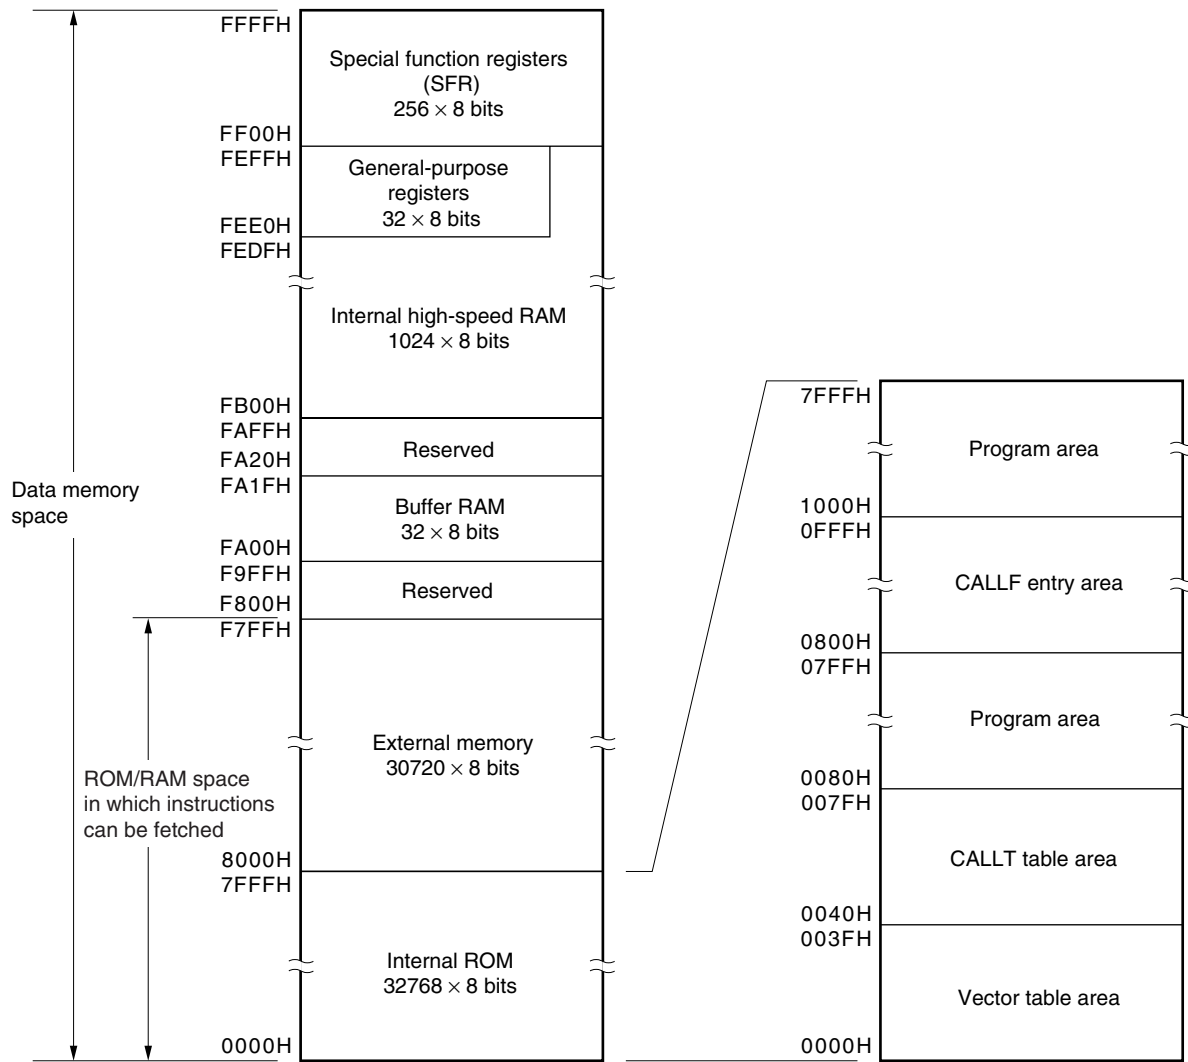 FFFFH
Special function registers
(SFR)
256 × 8 bits
FF00H
FEFFH
General-purpose
registers
32 × 8 bits
FEE0H
FEDFH
Internal high-speed RAM
1024 × 8 bits
FB00H
FAFFH
Reserved
FA20H
FA1FH
Buffer RAM
32 × 8 bits
FA00H
F9FFH
Reserved
F800H
F7FFH
Data memory
space
External memory
30720 × 8 bits
ROM/RAM space
in which instructions
can be fetched
8000H
7FFFH
Internal ROM
32768 × 8 bits
0000H
7FFFH
Program area
1000H
0FFFH
CALLF entry area
0800H
07FFH
Program area
0080H
007FH
CALLT table area
0040H
003FH
Vector table area
0000H